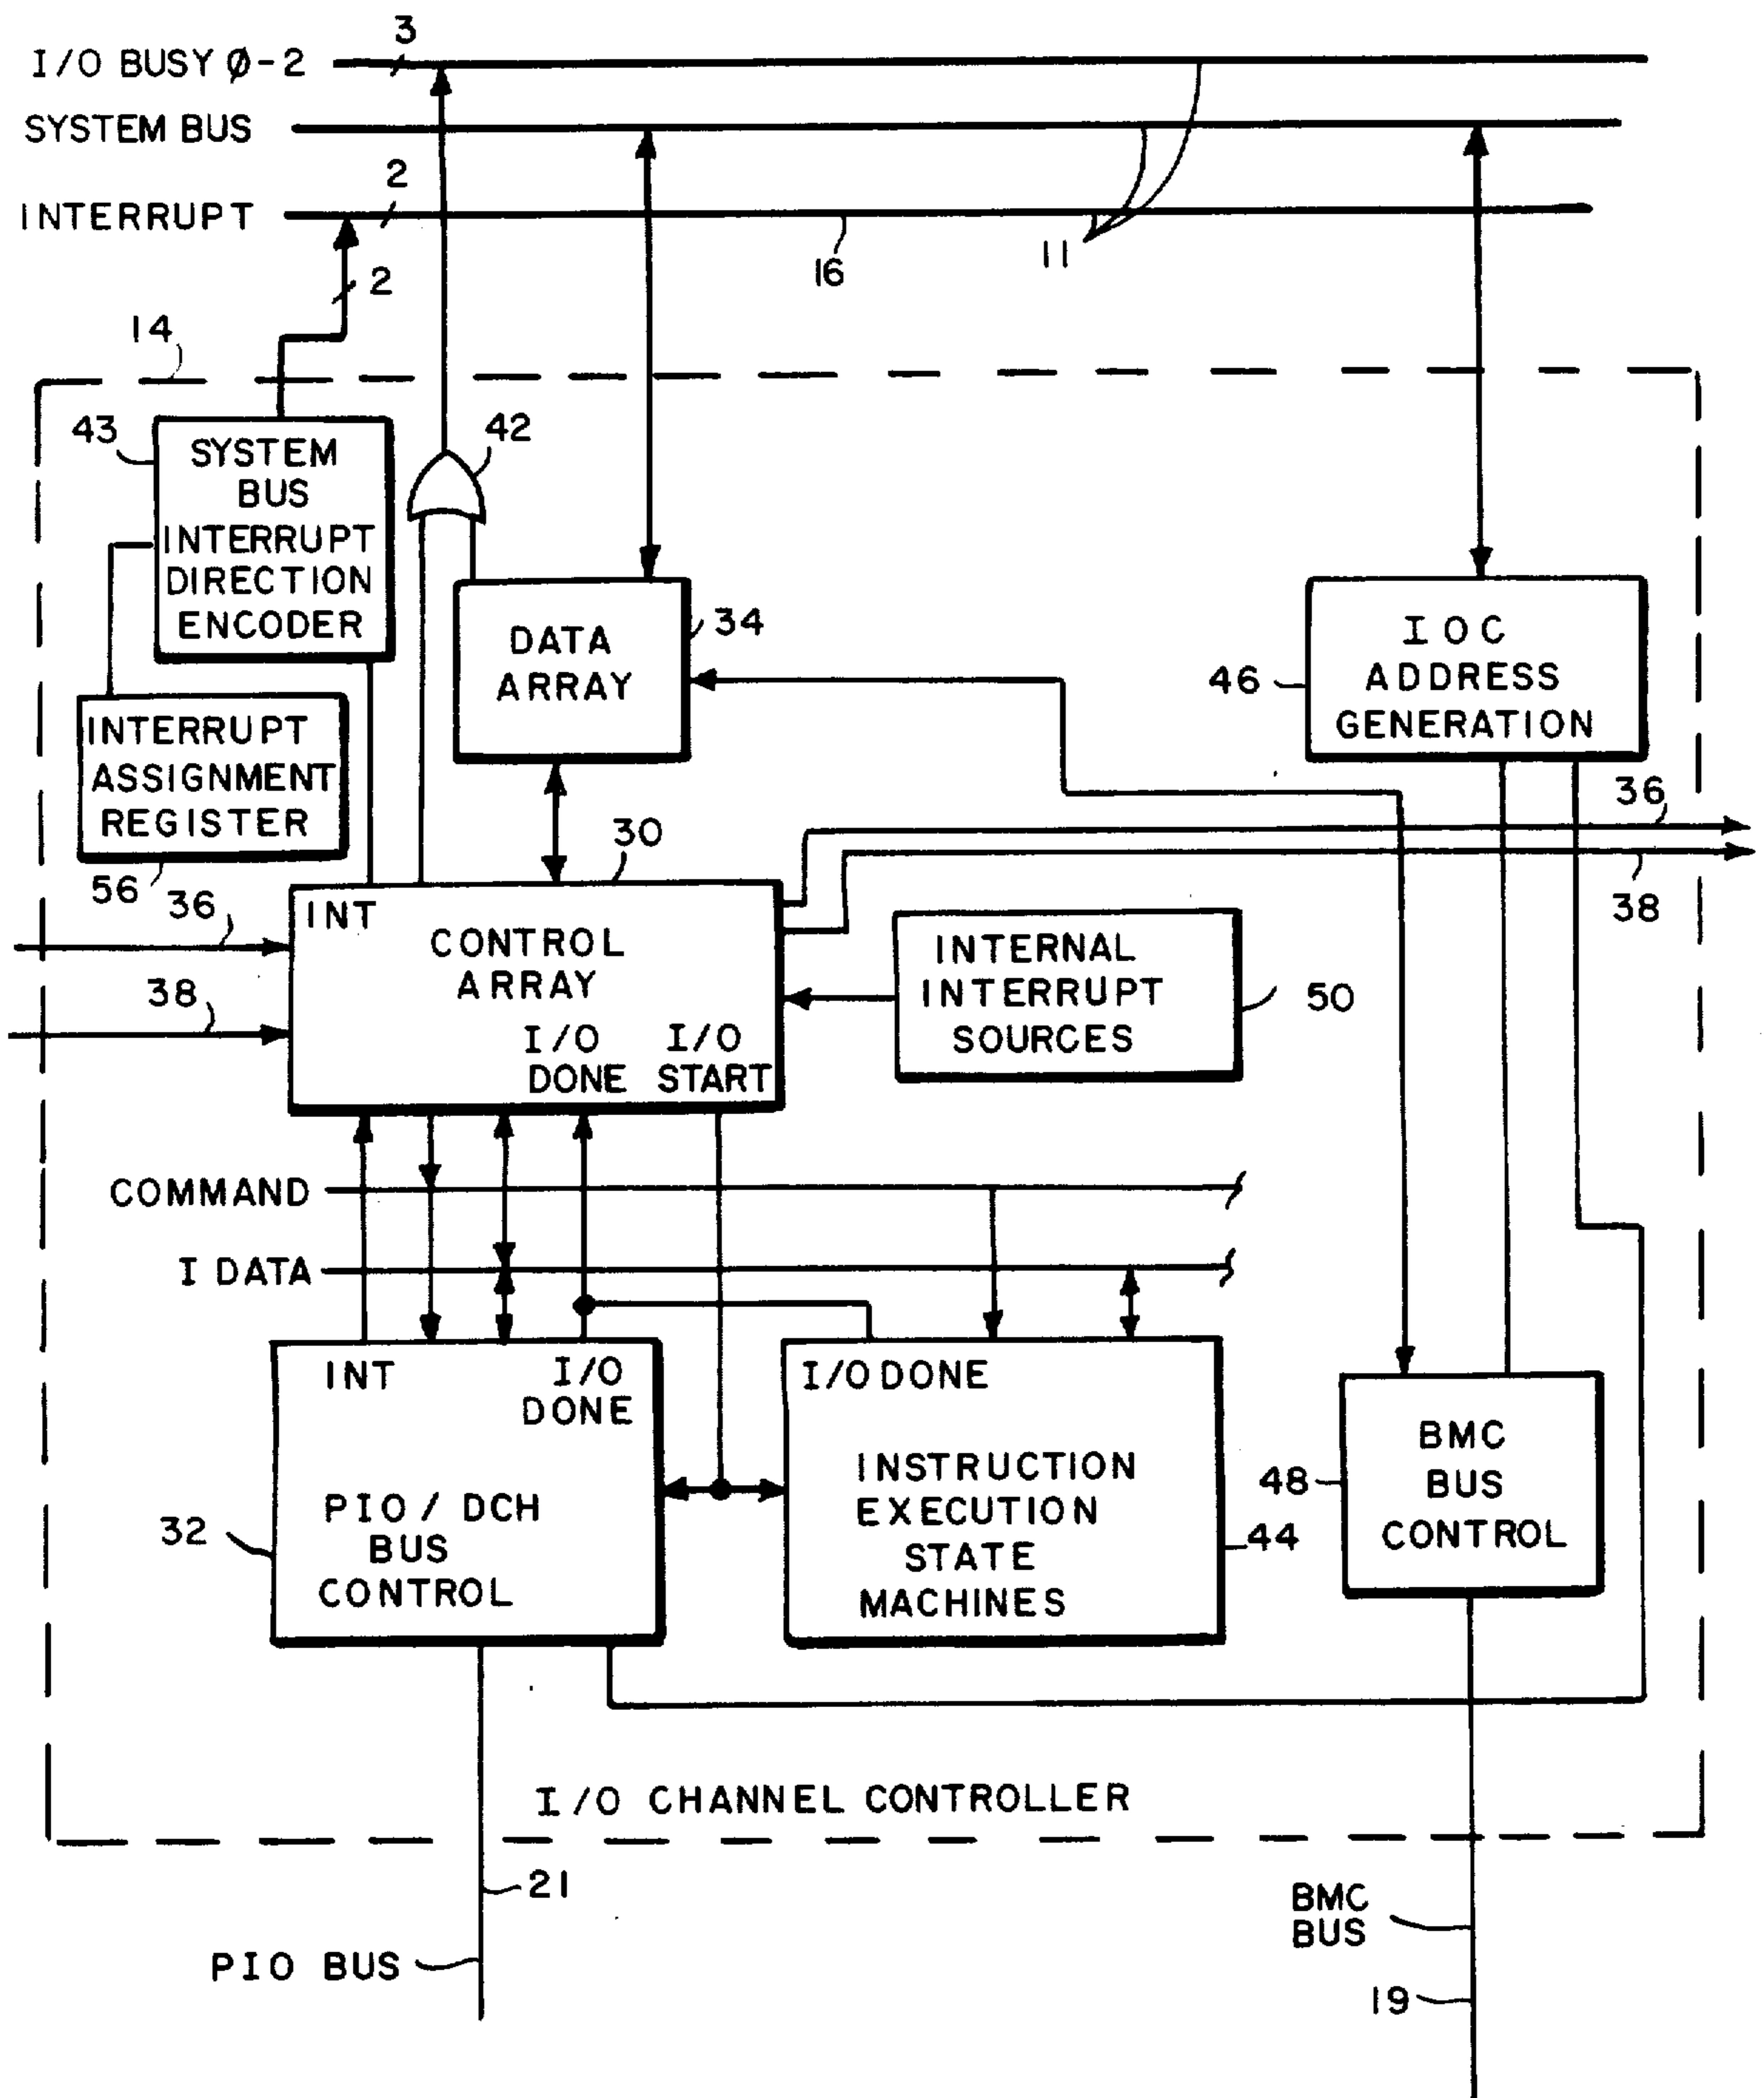 3
I/O BUSY Ø-2
SYSTEM BUS
2
INTERRUPT
11
16
2
14
43
SYSTEM
BUS
INTERRUPT
DIRECTION
ENCODER
42
34
DATA
ARRAY
46
IOC
ADDRESS
GENERATION
INTERRUPT
ASSIGNMENT
REGISTER
56
30
36
38
36
38
INT
CONTROL
ARRAY
I/O
DONE
I/O
START
INTERNAL
INTERRUPT
SOURCES
50
COMMAND
I DATA
INT
I/O
DONE
PIO / DCH
BUS
CONTROL
32
I/O DONE
INSTRUCTION
EXECUTION
STATE
MACHINES
44
48
BMC
BUS
CONTROL
I/O CHANNEL CONTROLLER
21
PIO BUS
BMC
BUS
19